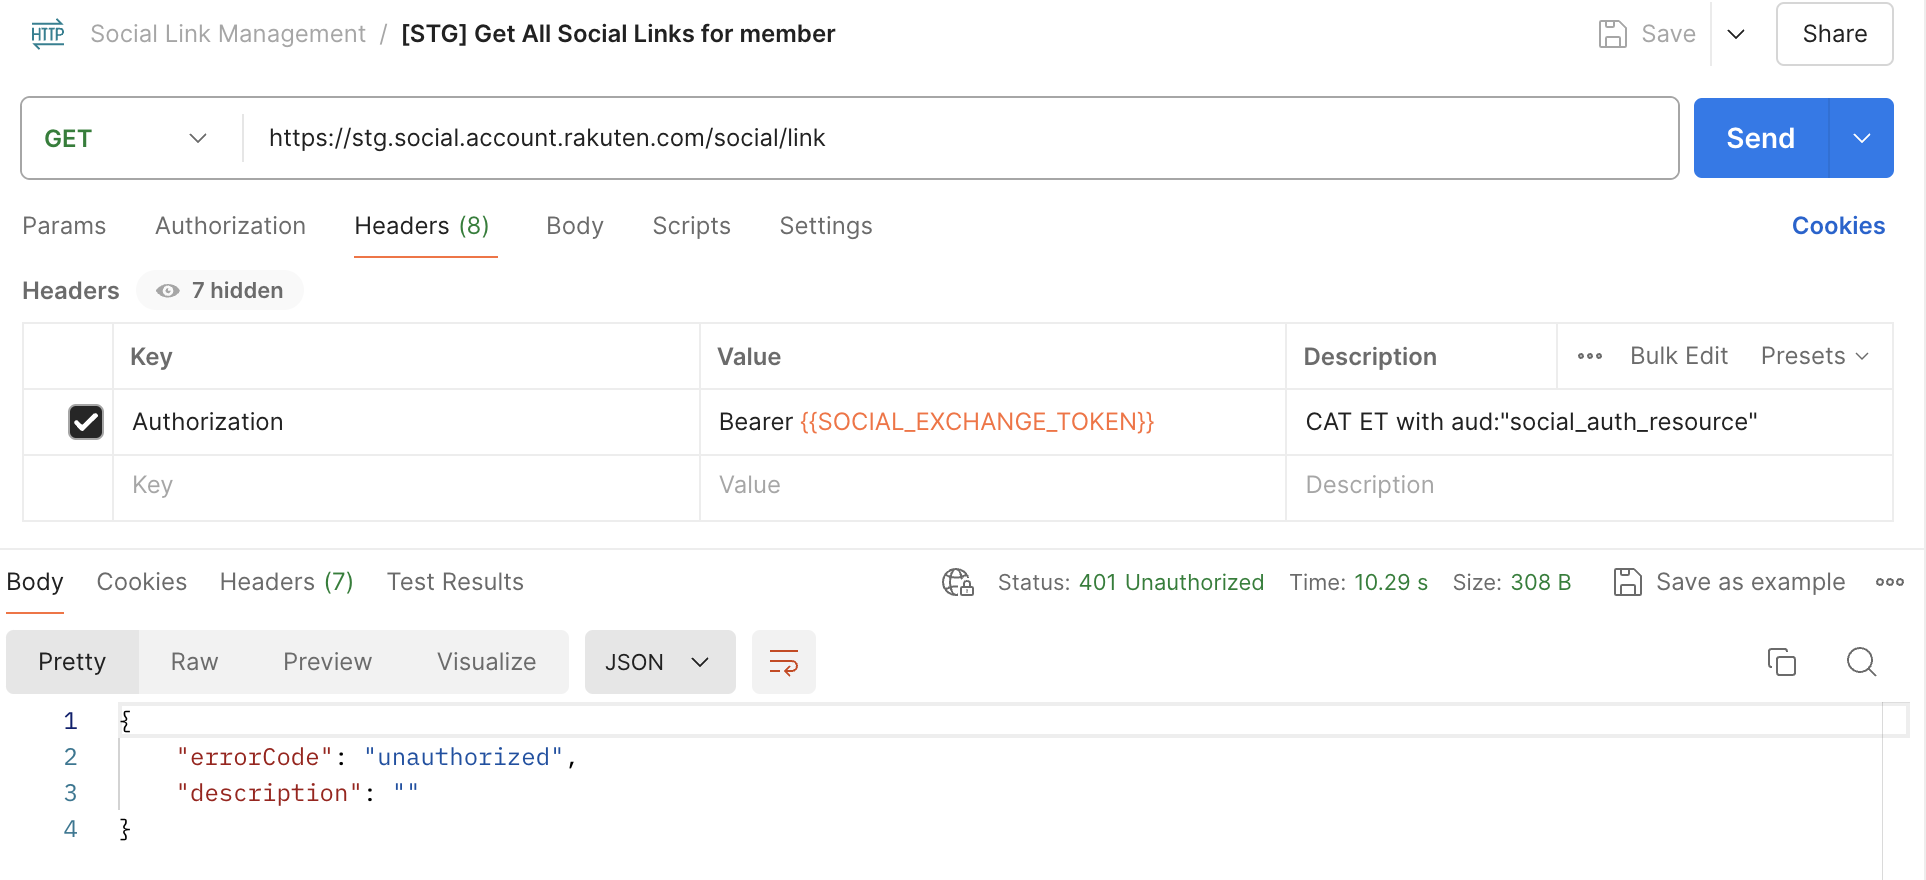 HTTP Social Link Management / [STG] Get All Social Links for member Save Share
GET https://stg.social.account.rakuten.com/social/link Send
Params Authorization Headers (8) Body Scripts Settings Cookies
Headers 7 hidden
Key Value Description Bulk Edit Presets
Authorization Bearer {{SOCIAL_EXCHANGE_TOKEN}} CAT ET with aud:"social_auth_resource"
Key Value Description
Body Cookies Headers (7) Test Results Status: 401 Unauthorized Time: 10.29 s Size: 308 B Save as example
Pretty Raw Preview Visualize JSON
1 {
2 "errorCode": "unauthorized",
3 "description": ""
4 }